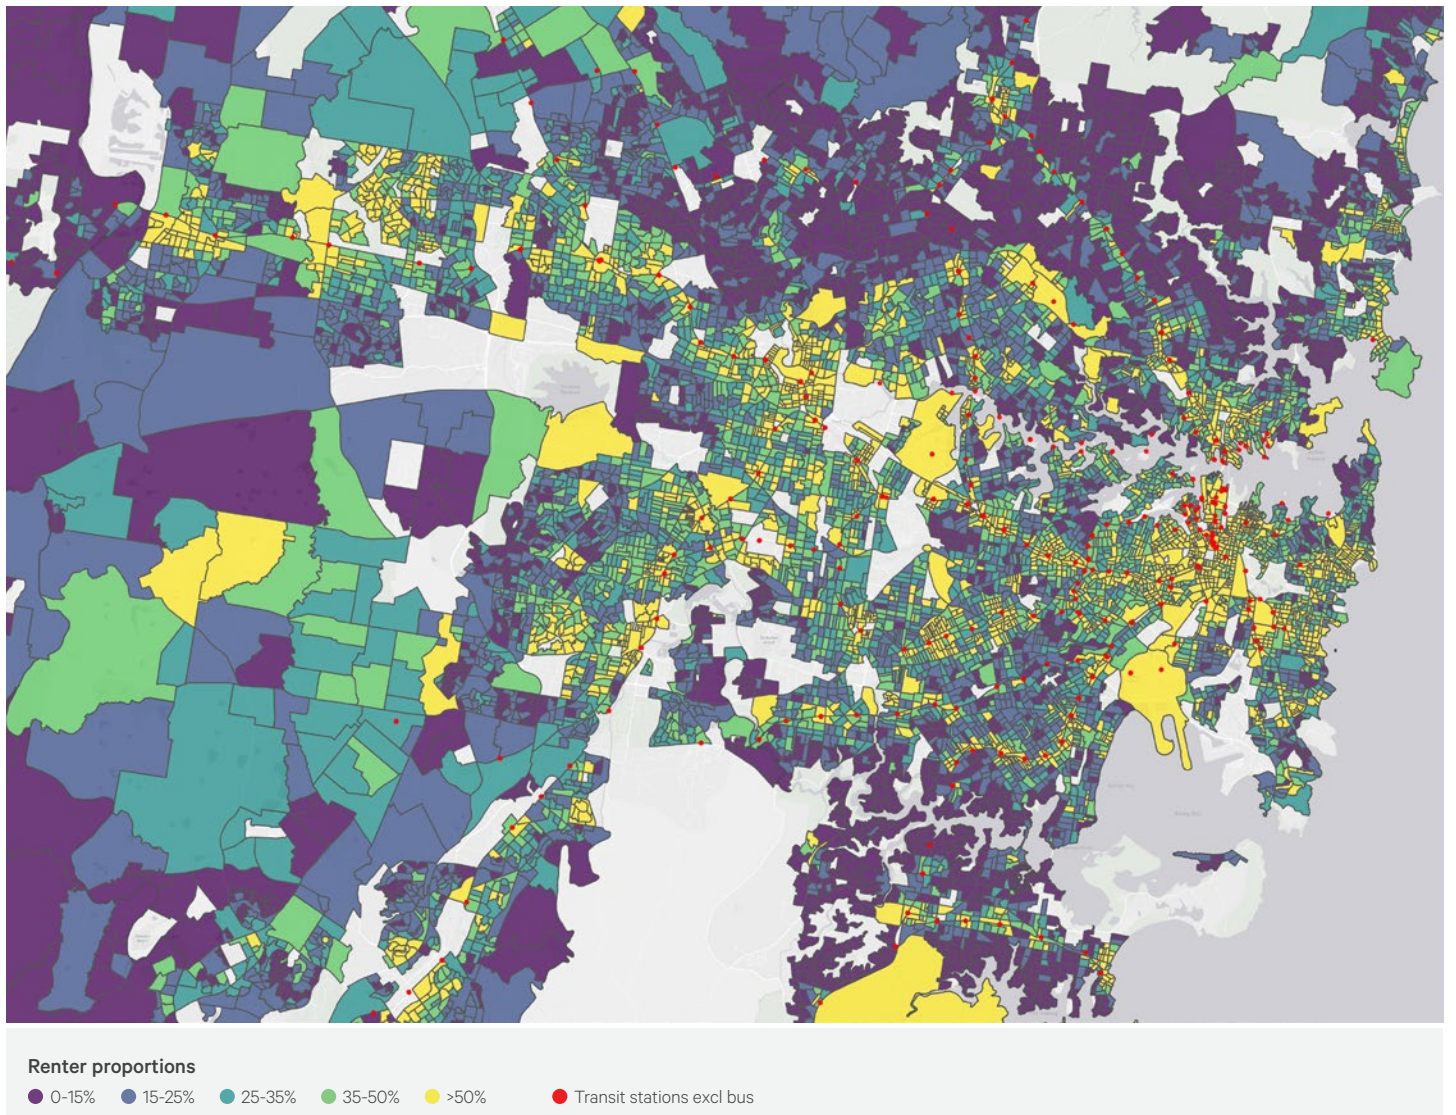 Renter proportions
0-15% 15-25% 25-35% 35-50% >50% Transit stations excl bus